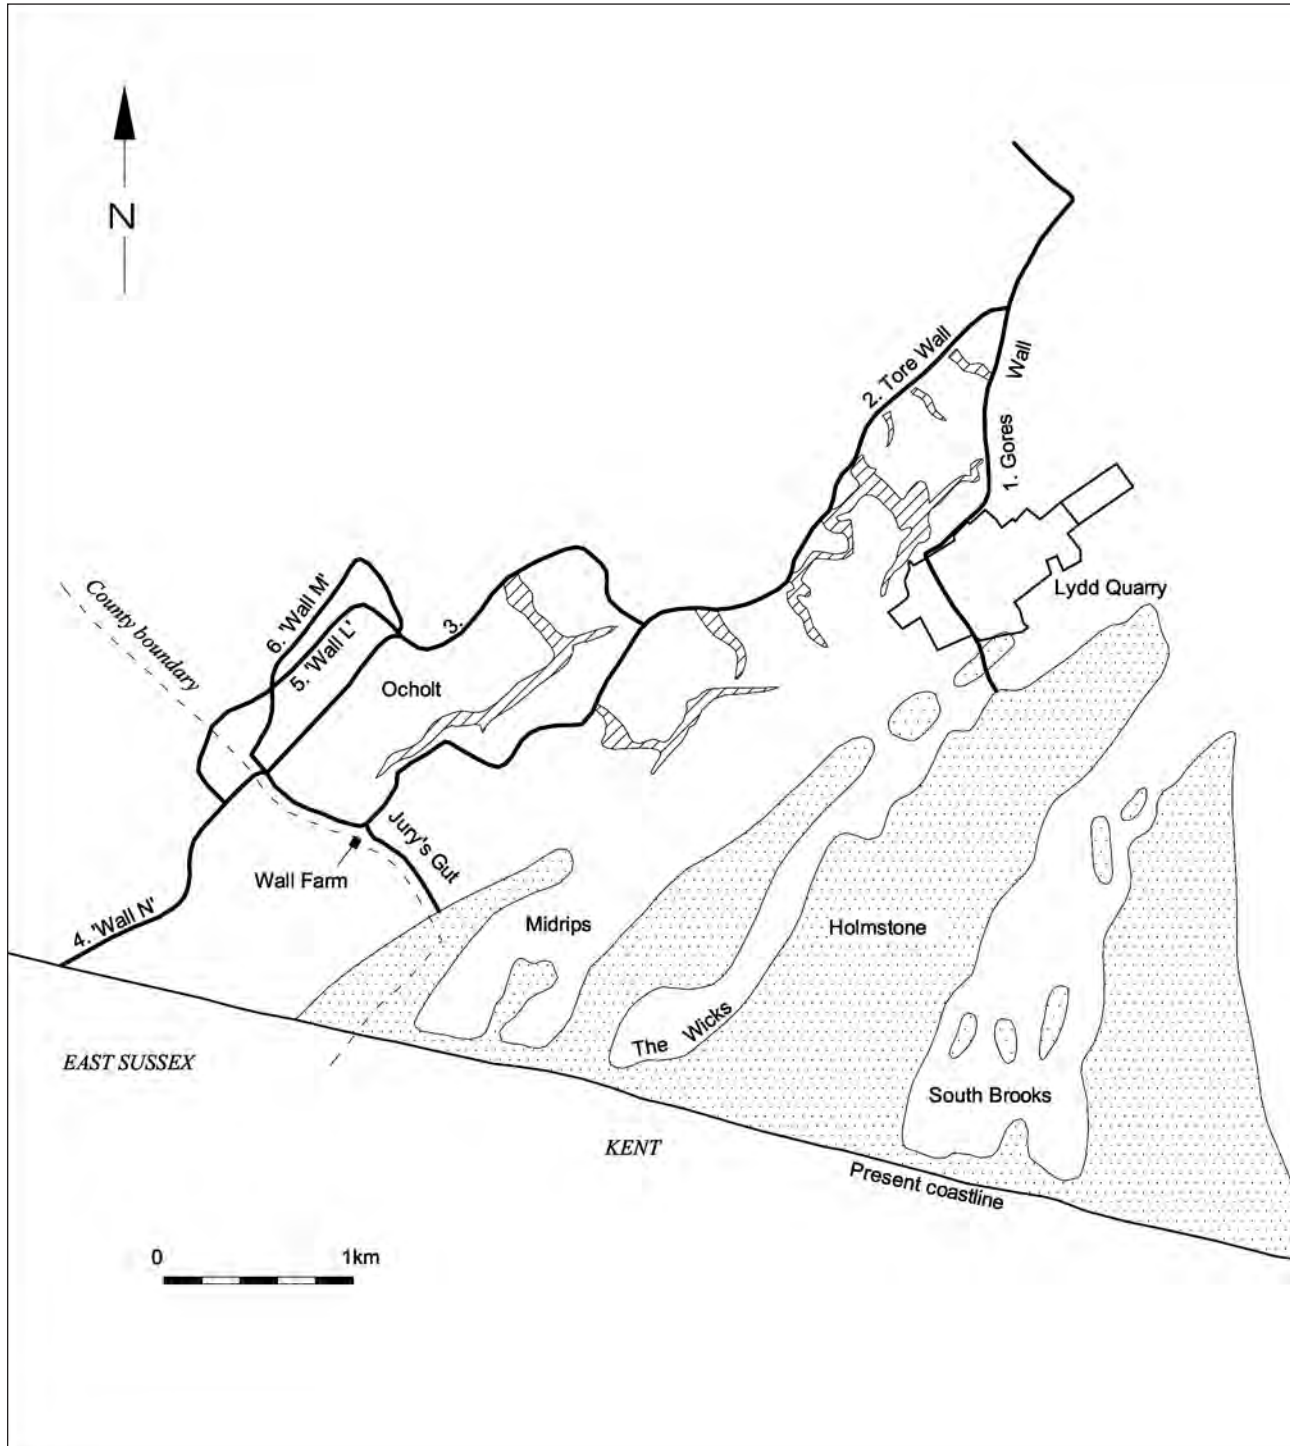 N
2. Tore Wall
1. Gores Wall
Lydd Quarry
County boundary
6. 'Wall M'
5. 'Wall L'
3.
Ocholt
Jury's Gut
Wall Farm
4. 'Wall N'
Midrips
Holmstone
The Wicks
EAST SUSSEX
South Brooks
KENT
Present coastline
0 1km